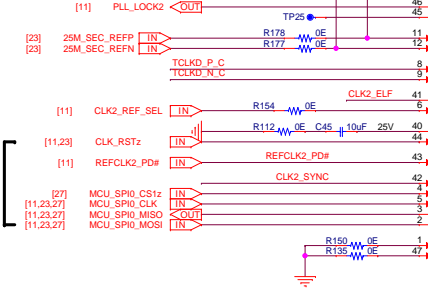 [11] PLL_LOCK2 OUT 46
TP25 45
[23] 25M_SEC_REFP IN R178 0E 11
[23] 25M_SEC_REFN IN R177 0E 12
TCLKD_P_C 8
TCLKD_N_C 9
CLK2_ELF 41
[11] CLK2_REF_SEL IN R154 0E 6
R112 0E C45 10uF 25V 40
[11,23] CLK_RSTz IN 44
[11] REFCLK2_PD# IN REFCLK2_PD# 43
CLK2_SYNC 42
[27] MCU_SPI0_CS1z IN 4
[11,23,27] MCU_SPI0_CLK IN 5
[11,23,27] MCU_SPI0_MISO OUT 3
[11,23,27] MCU_SPI0_MOSI IN 2
R150 0E 1
R135 0E 47